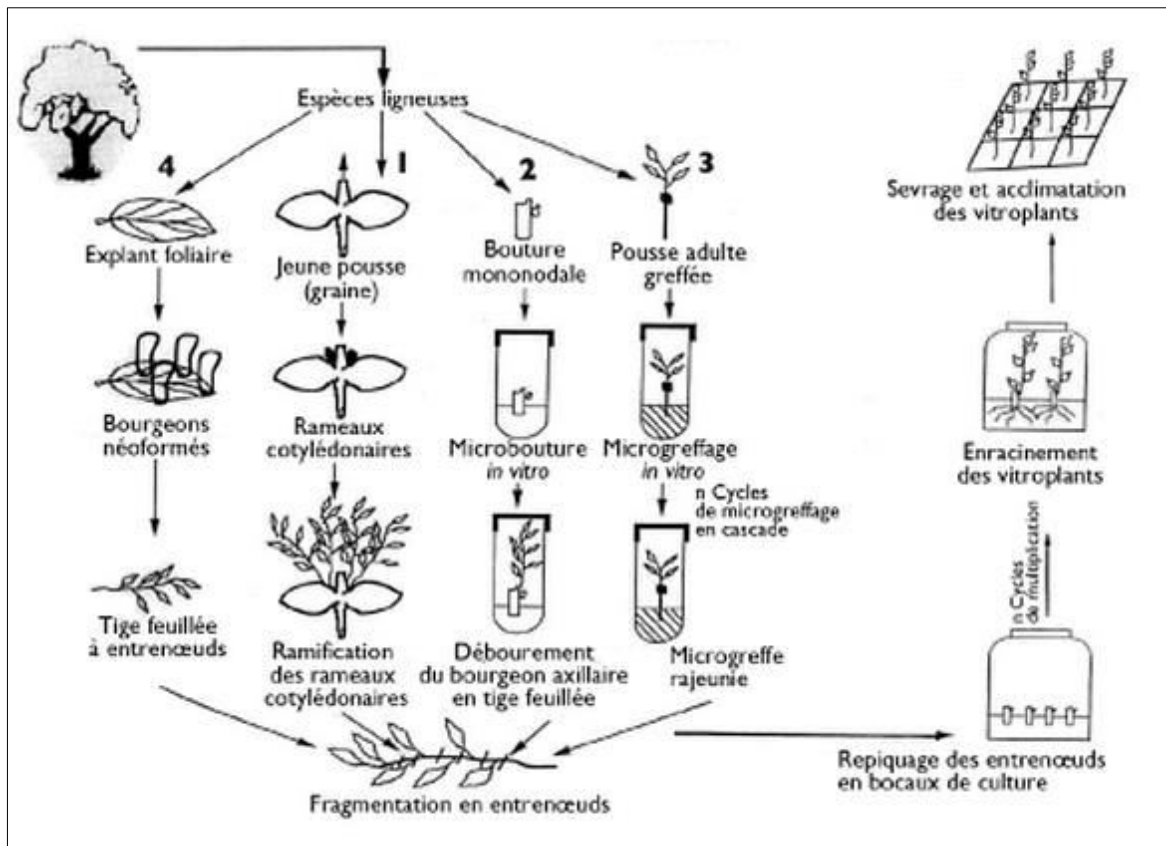 Espèces ligneuses
4
1
2
3
Explant foliaire
Jeune pousse
(graine)
Bouture
mononodale
Pousse adulte
greffée
Bourgeons
néoformés
Rameaux
cotylédonaires
Microbouture
in vitro
Microgreffage
in vitro
n Cycles
de microgreffage
en cascade
Tige feuillée
à entrenœuds
Ramification
des rameaux
cotylédonaires
Débourement
du bourgeon axillaire
en tige feuillée
Microgreffe
rajeunie
Fragmentation en entrenœuds
Repiquage des entrenœuds
en bocaux de culture
n Cycles
de multiplication
Enracinement
des vitroplants
Sevrage et acclimatation
des vitroplants